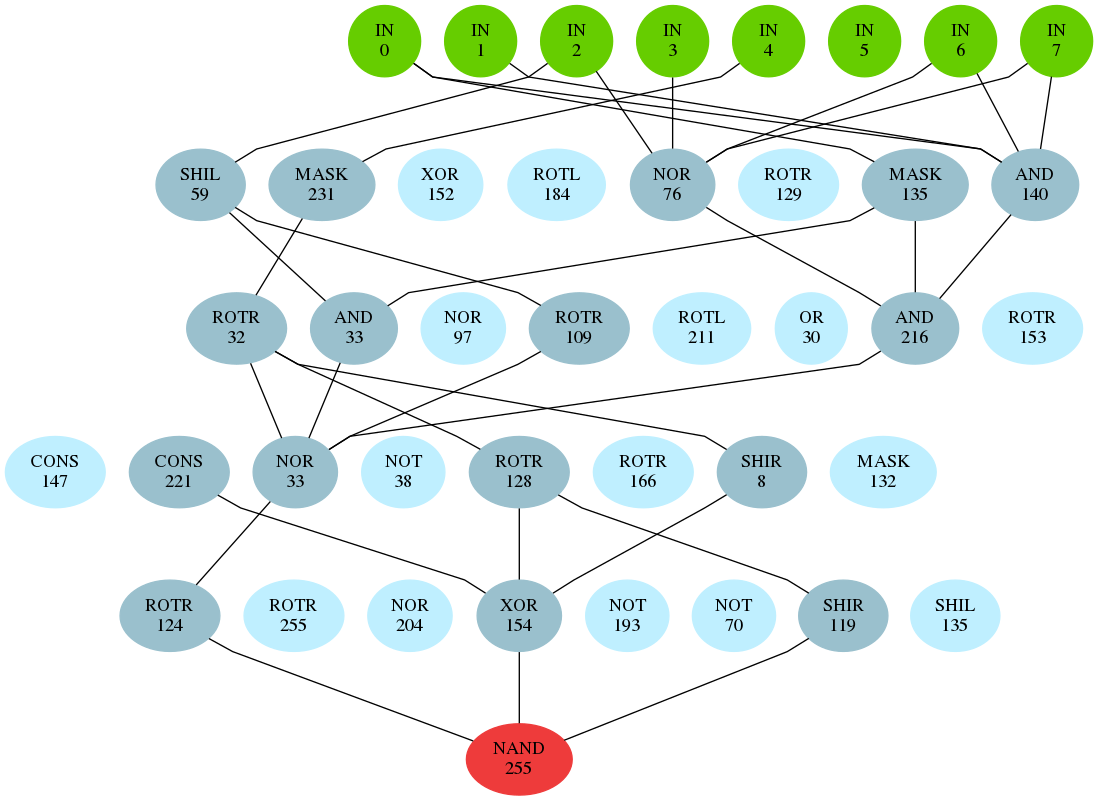 IN
0
IN
1
IN
2
IN
3
IN
4
IN
5
IN
6
IN
7
SHIL
59
MASK
231
XOR
152
ROTL
184
NOR
76
ROTR
129
MASK
135
AND
140
ROTR
32
AND
33
NOR
97
ROTR
109
ROTL
211
OR
30
AND
216
ROTR
153
CONS
147
CONS
221
NOR
33
NOT
38
ROTR
128
ROTR
166
SHIR
8
MASK
132
ROTR
124
ROTR
255
NOR
204
XOR
154
NOT
193
NOT
70
SHIR
119
SHIL
135
NAND
255